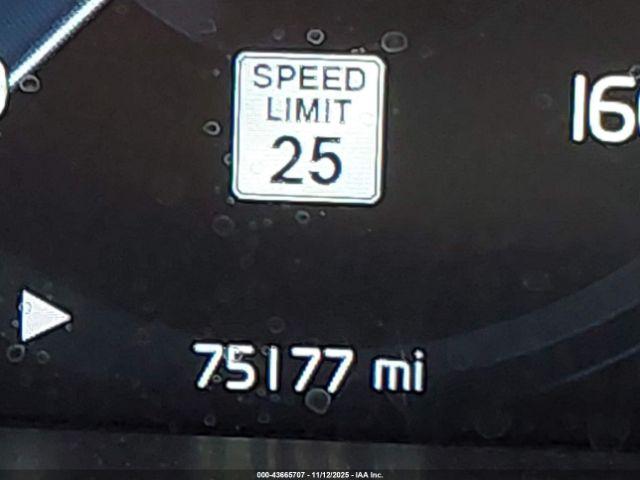 SPEED
LIMIT
25
75177 mi
000-43665707 - 11/12/2025 - IAA Inc.